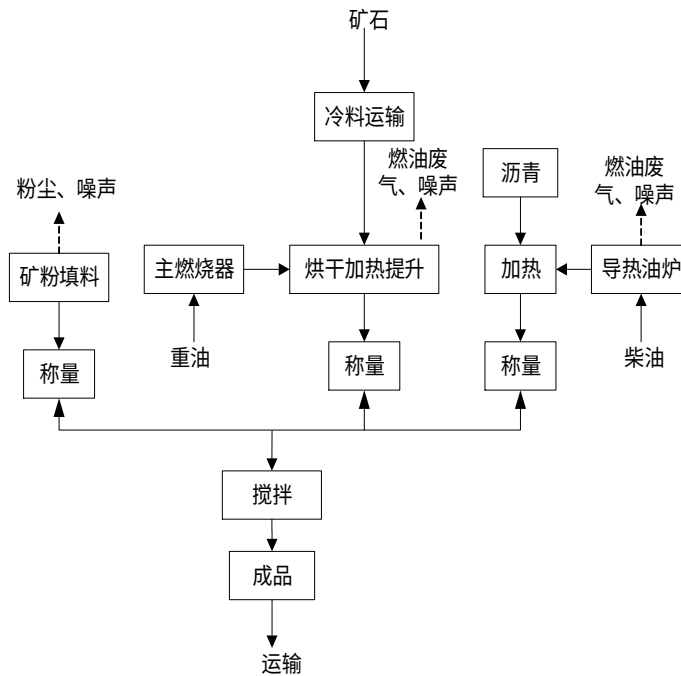 矿石
冷料运输
燃油废
气、噪声
沥青
燃油废
气、噪声
粉尘、噪声
矿粉填料
主燃烧器
烘干加热提升
加热
导热油炉
重油
柴油
称量
称量
称量
搅拌
成品
运输